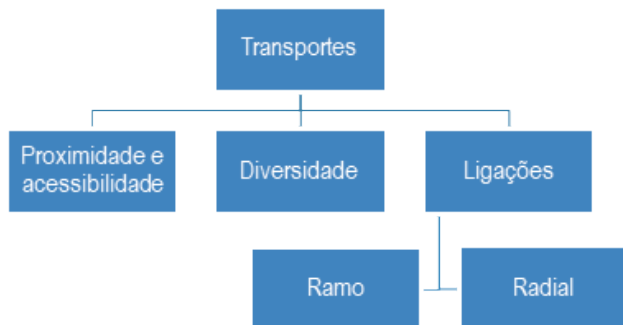 Transportes
Proximidade e
acessibilidade
Diversidade
Ligações
Ramo
Radial